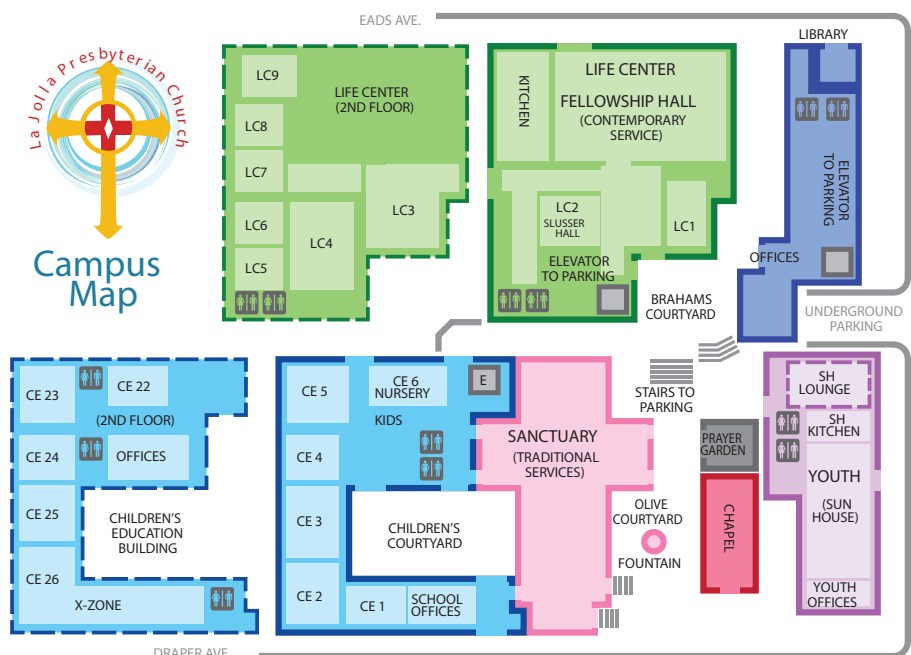 La Jolla Presbyterian Church
Campus
Map
EADS AVE.
LC9
LIFE CENTER
(2ND FLOOR)
LC8
LC7
LC6
LC5
LC4
LC3
KITCHEN
LIFE CENTER
FELLOWSHIP HALL
(CONTEMPORARY
SERVICE)
LC2
SLUSSER
HALL
LC1
ELEVATOR
TO PARKING
BRAHAMS
COURTYARD
LIBRARY
ELEVATOR
TO PARKING
OFFICES
UNDERGROUND
PARKING
CE 23
CE 22
(2ND FLOOR)
CE 24
OFFICES
CE 25
CHILDREN'S
EDUCATION
BUILDING
CE 26
X-ZONE
CE 5
CE 6
NURSERY
E
KIDS
CE 4
CE 3
CHILDREN'S
COURTYARD
CE 2
CE 1
SCHOOL
OFFICES
SANCTUARY
(TRADITIONAL
SERVICES)
STAIRS TO
PARKING
OLIVE
COURTYARD
FOUNTAIN
PRAYER
GARDEN
CHAPEL
SH
LOUNGE
SH
KITCHEN
YOUTH
(SUN
HOUSE)
YOUTH
OFFICES
DRAPER AVE.